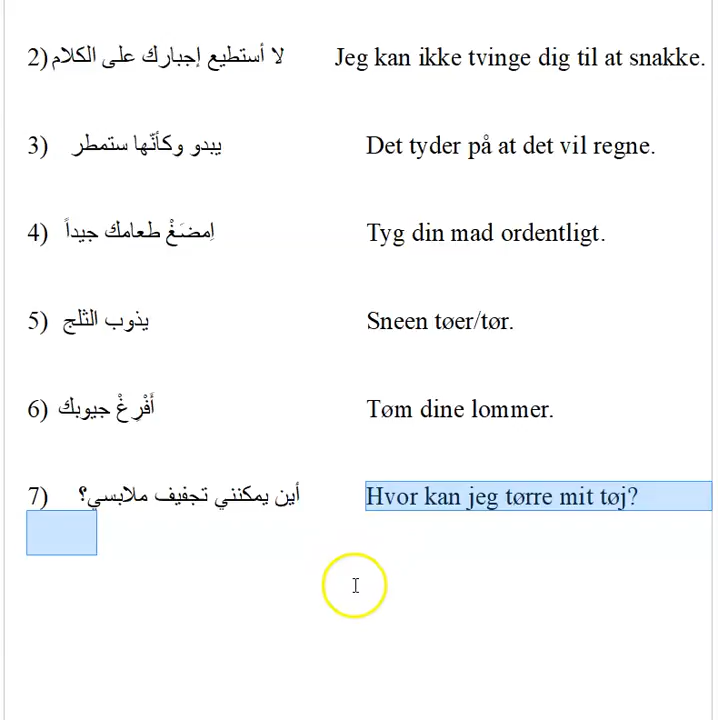 2) لا أستطيع إجبارك على الكلام Jeg kan ikke tvinge dig til at snakke.
3) يبدو وكأنّها ستمطر Det tyder på at det vil regne.
4) اِمضَغْ طعامك جيداً Tyg din mad ordentligt.
5) يذوب الثلج Sneen tøer/tør.
6) أَفْرِغْ جيوبك Tøm dine lommer.
7) أين يمكنني تجفيف ملابسي؟ Hvor kan jeg tørre mit tøj?